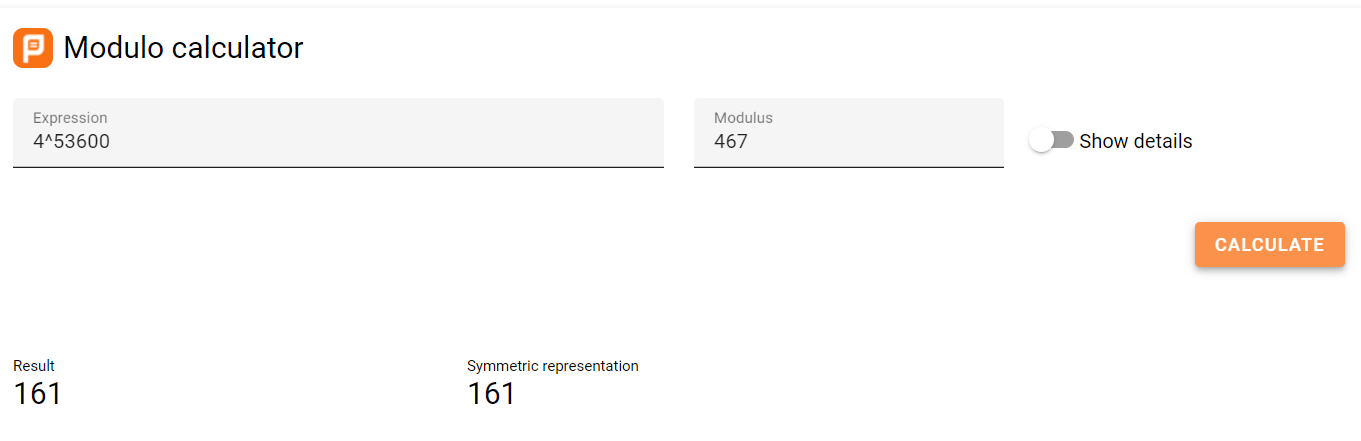 Modulo calculator
Expression
4^53600
Modulus
467
Show details
CALCULATE
Result
161
Symmetric representation
161